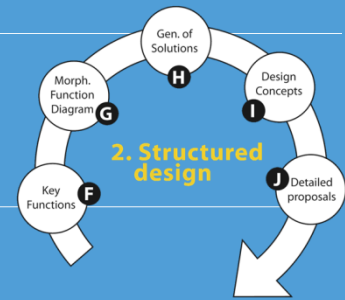 Gen. of
Solutions
H
Morph.
Function
Diagram
G
Design
Concepts
I
2. Structured
design
Key
Functions
F
J
Detailed
proposals